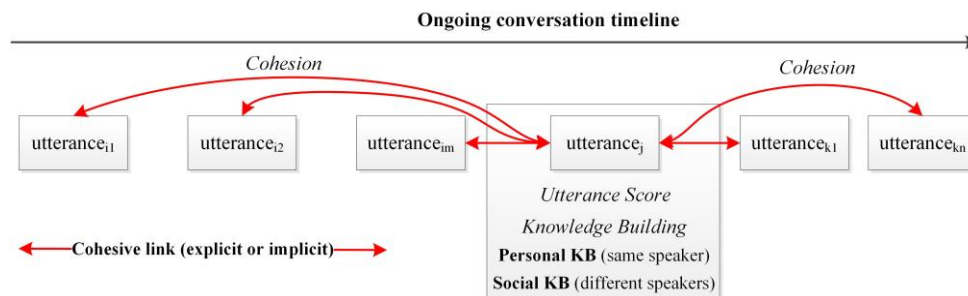 Ongoing conversation timeline
Cohesion
Cohesion
utterance_i1
utterance_i2
utterance_im
utterance_j
utterance_k1
utterance_kn
Utterance Score
Knowledge Building
Personal KB (same speaker)
Social KB (different speakers)
Cohesive link (explicit or implicit)